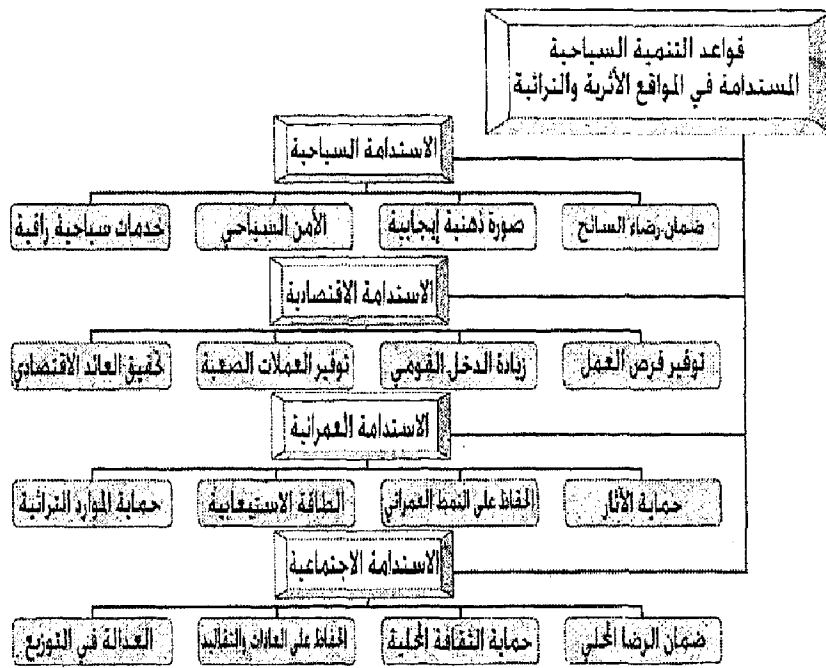 قواعد التنمية السياحية
المستدامة في المواقع الأثرية والتراثية
الاستدامة السياحية
ضمان رضاء السائح
صورة ذهنية إيجابية
الأمن السياحي
خدمات سياحية راقية
الاستدامة الاقتصادية
توفير فرص العمل
زيادة الدخل القومي
توفير العملات الصعبة
تحقيق العائد الاقتصادي
الاستدامة العمرانية
حماية الآثار
الحفاظ على النمط العمراني
الطاقة الاستيعابية
حماية الموارد التراثية
الاستدامة الاجتماعية
ضمان الرضا المحلي
حماية الثقافة المحلية
الحفاظ على العادات والتقاليد
العدالة في التوزيع